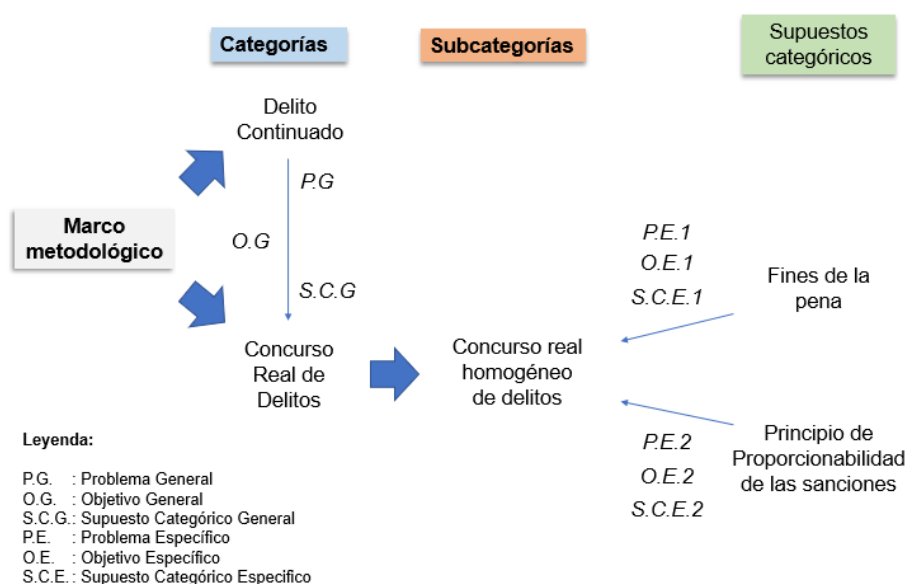 Categorías
Subcategorías
Supuestos
categóricos
Delito
Continuado
P.G
Marco
metodológico
O.G
S.C.G
P.E.1
O.E.1
S.C.E.1
Fines de la
pena
Concurso
Real de
Delitos
Concurso real
homogéneo
de delitos
P.E.2
O.E.2
S.C.E.2
Principio de
Proporcionabilidad
de las sanciones
Leyenda:
P.G. : Problema General
O.G. : Objetivo General
S.C.G.: Supuesto Categórico General
P.E. : Problema Específico
O.E. : Objetivo Específico
S.C.E.: Supuesto Categórico Especifico